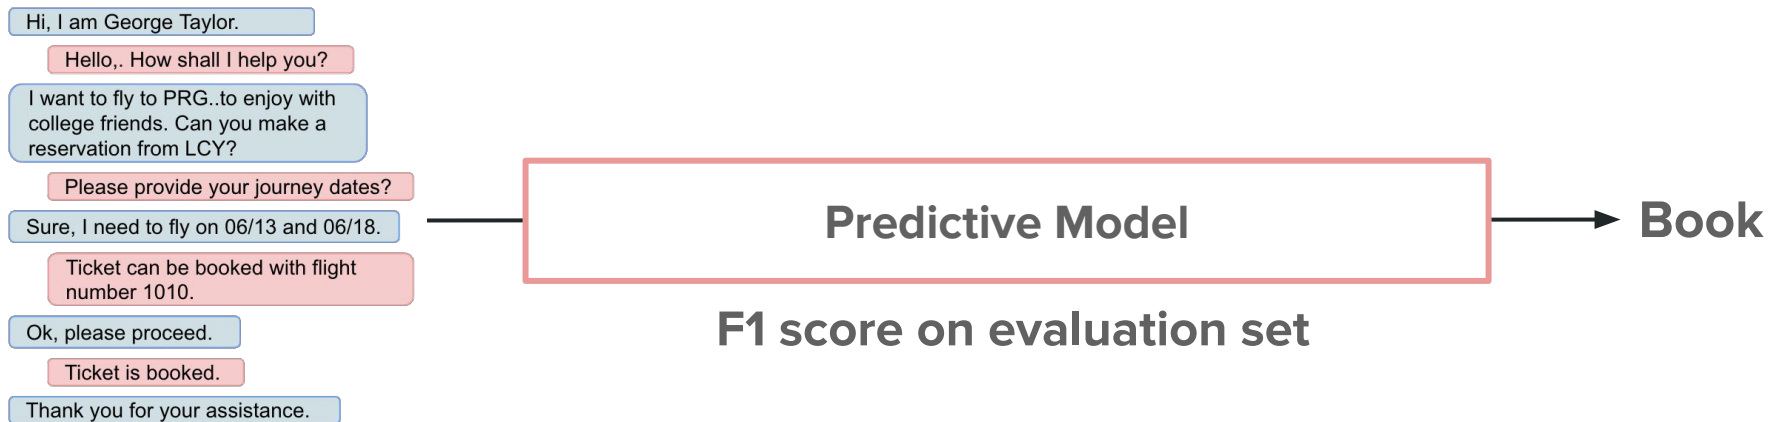 Hi, I am George Taylor.
Hello,. How shall I help you?
I want to fly to PRG..to enjoy with
college friends. Can you make a
reservation from LCY?
Please provide your journey dates?
Sure, I need to fly on 06/13 and 06/18.
Ticket can be booked with flight
number 1010.
Ok, please proceed.
Ticket is booked.
Thank you for your assistance.
Predictive Model
F1 score on evaluation set
Book